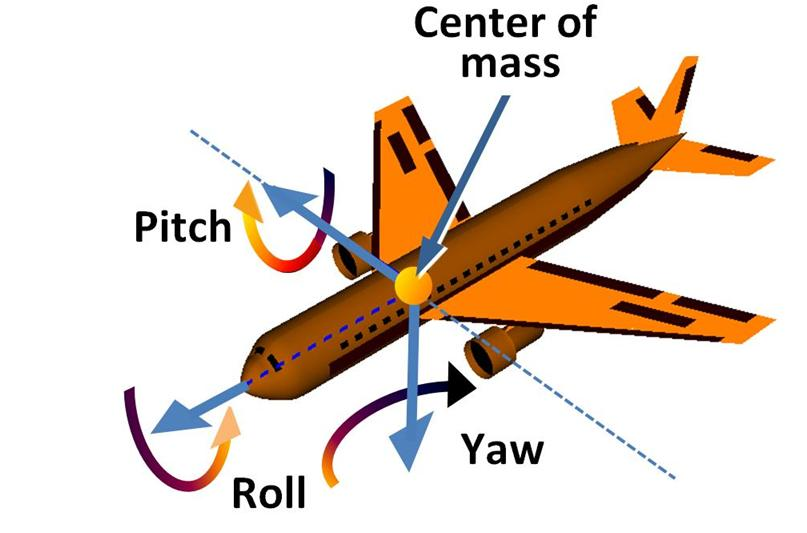 Center of
mass
Pitch
Yaw
Roll